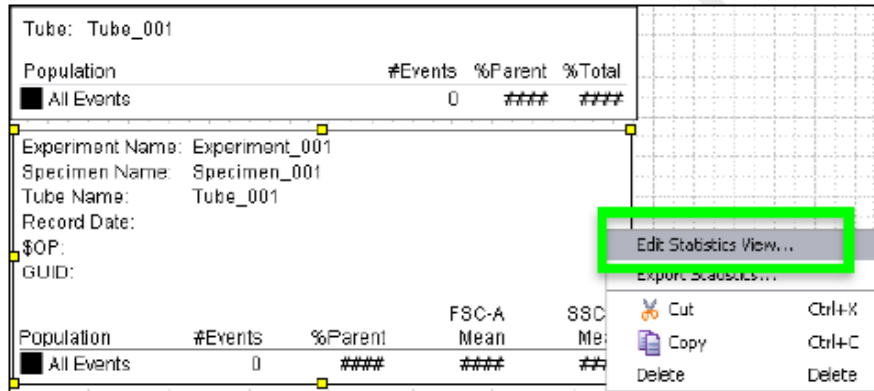 Tube: Tube_001
Population #Events %Parent %Total
All Events 0 #### ####
Experiment Name: Experiment_001
Specimen Name: Specimen_001
Tube Name: Tube_001
Record Date:
$OP:
GUID:
FSC-A
Population #Events %Parent Mean
All Events 0 #### ####
Edit Statistics View...
Export Statistics...
Cut Ctrl+X
Copy Ctrl+C
Delete Delete